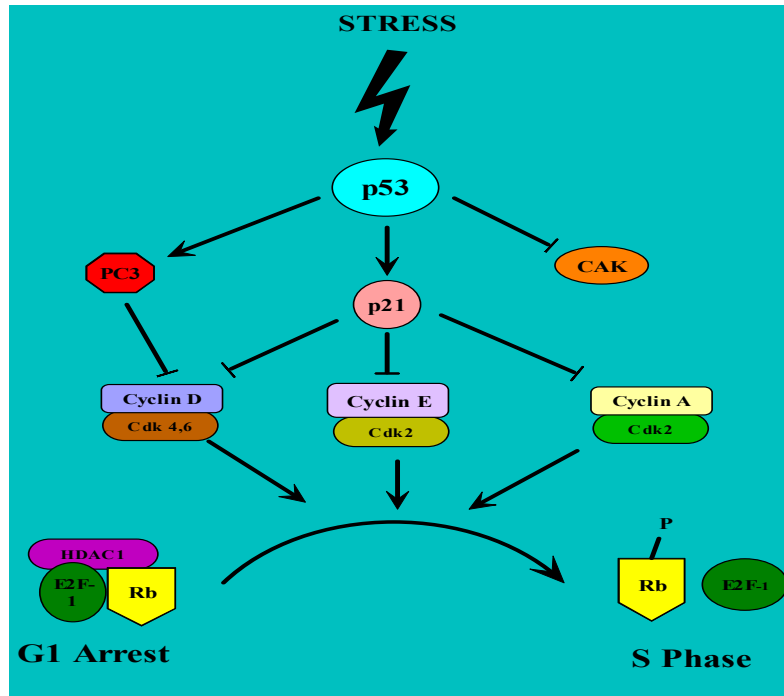 STRESS
p53
PC3
CAK
p21
Cyclin D
Cdk 4,6
Cyclin E
Cdk2
Cyclin A
Cdk2
HDAC1
E2F-
1
Rb
G1 Arrest
P
Rb
E2F-1
S Phase